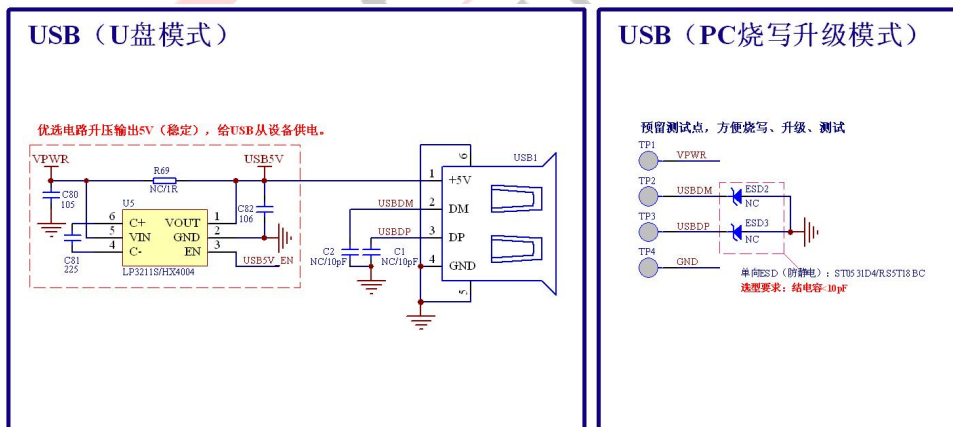 USB（U盘模式）
优选电路升压输出5V（稳定），给USB从设备供电。
VPWR
R69
NC/1R
USB5V
C80
105
U5
6 C+ VOUT 1
5 VIN GND 2
4 C- EN 3
C82
106
C81
225
LP3211S/HX4004
USB5V_EN
USB1
6
1 +5V
USBDM 2 DM
USBDP 3 DP
4 GND
5
C2
NC/10pF
C1
NC/10pF
USB（PC烧写升级模式）
预留测试点，方便烧写、升级、测试
TP1
VPWR
TP2
USBDM
ESD2
NC
TP3
USBDP
ESD3
NC
TP4
GND
单向ESD（防静电）：ST0531D4/RS5T18BC
选型要求：结电容<10pF